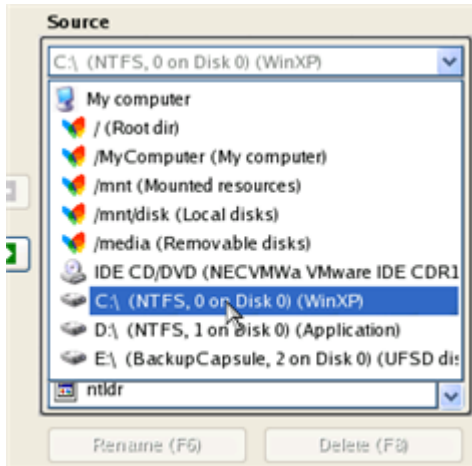 Source
C:\ (NTFS, 0 on Disk 0) (WinXP)
My computer
/ (Root dir)
/MyComputer (My computer)
/mnt (Mounted resources)
/mnt/disk (Local disks)
/media (Removable disks)
IDE CD/DVD (NECVMWa VMware IDE CDR1
C:\ (NTFS, 0 on Disk 0) (WinXP)
D:\ (NTFS, 1 on Disk 0) (Application)
E:\ (BackupCapsule, 2 on Disk 0) (UFSD dis
ntldr
Rename (F6) Delete (F8)